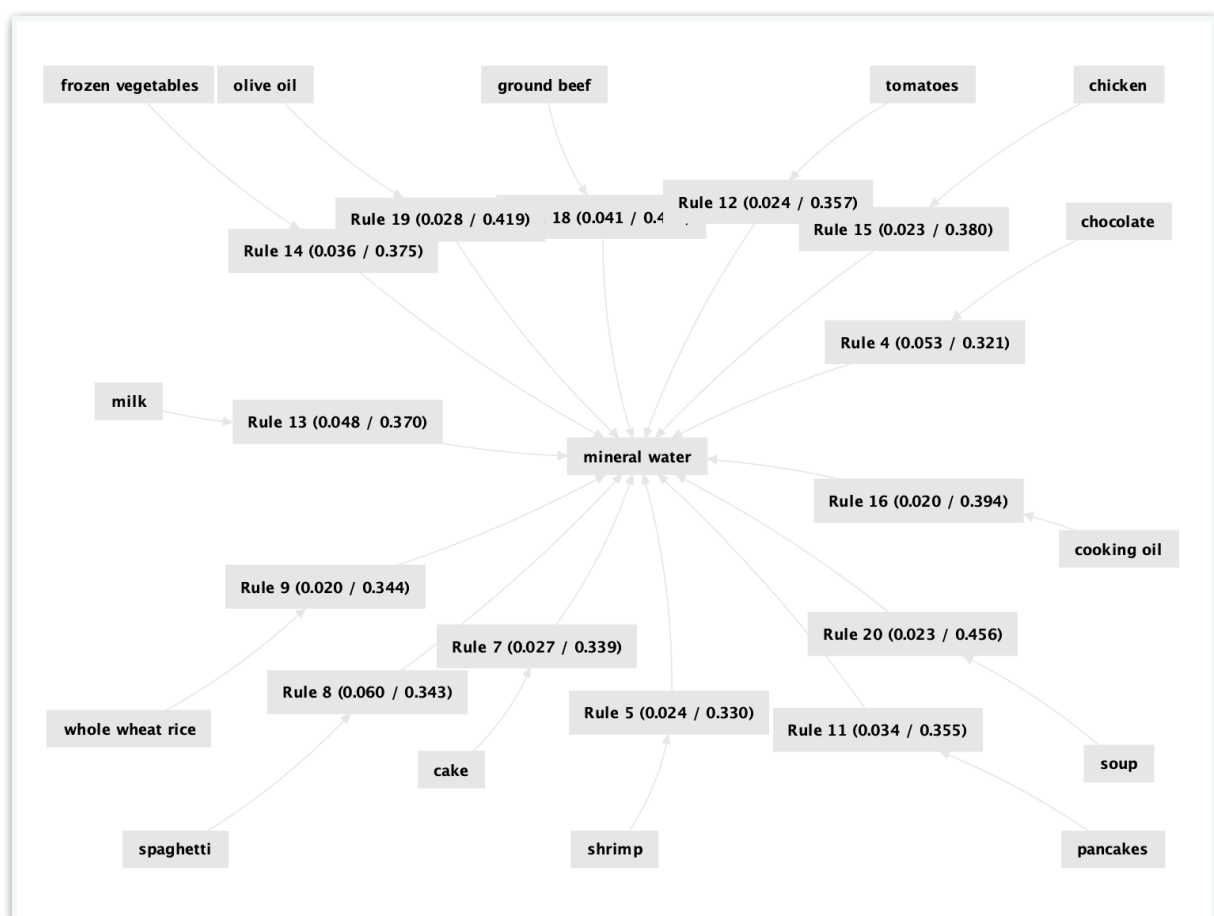 frozen vegetables
olive oil
ground beef
tomatoes
chicken
Rule 12 (0.024 / 0.357)
Rule 19 (0.028 / 0.419)
18 (0.041 /
chocolate
Rule 15 (0.023 / 0.380)
Rule 14 (0.036 / 0.375)
Rule 4 (0.053 / 0.321)
milk
Rule 13 (0.048 / 0.370)
mineral water
Rule 16 (0.020 / 0.394)
cooking oil
Rule 9 (0.020 / 0.344)
Rule 20 (0.023 / 0.456)
Rule 7 (0.027 / 0.339)
Rule 8 (0.060 / 0.343)
Rule 5 (0.024 / 0.330)
whole wheat rice
Rule 11 (0.034 / 0.355)
soup
cake
spaghetti
shrimp
pancakes